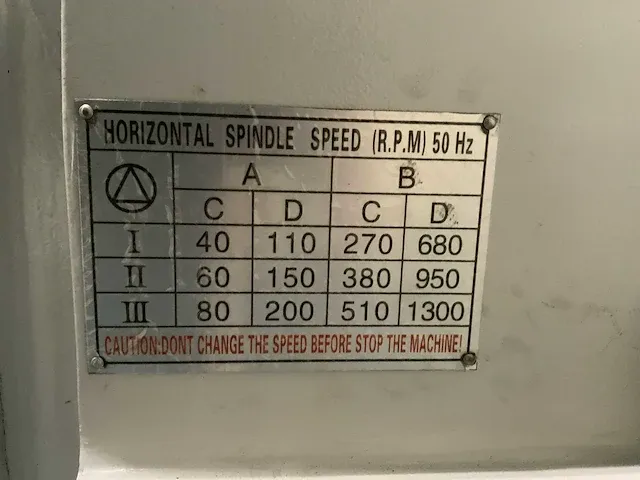 HORIZONTAL SPINDLE SPEED (R.P.M) 50 Hz
A B
C D C D
I 40 110 270 680
II 60 150 380 950
III 80 200 510 1300
CAUTION:DONT CHANGE THE SPEED BEFORE STOP THE MACHINE!